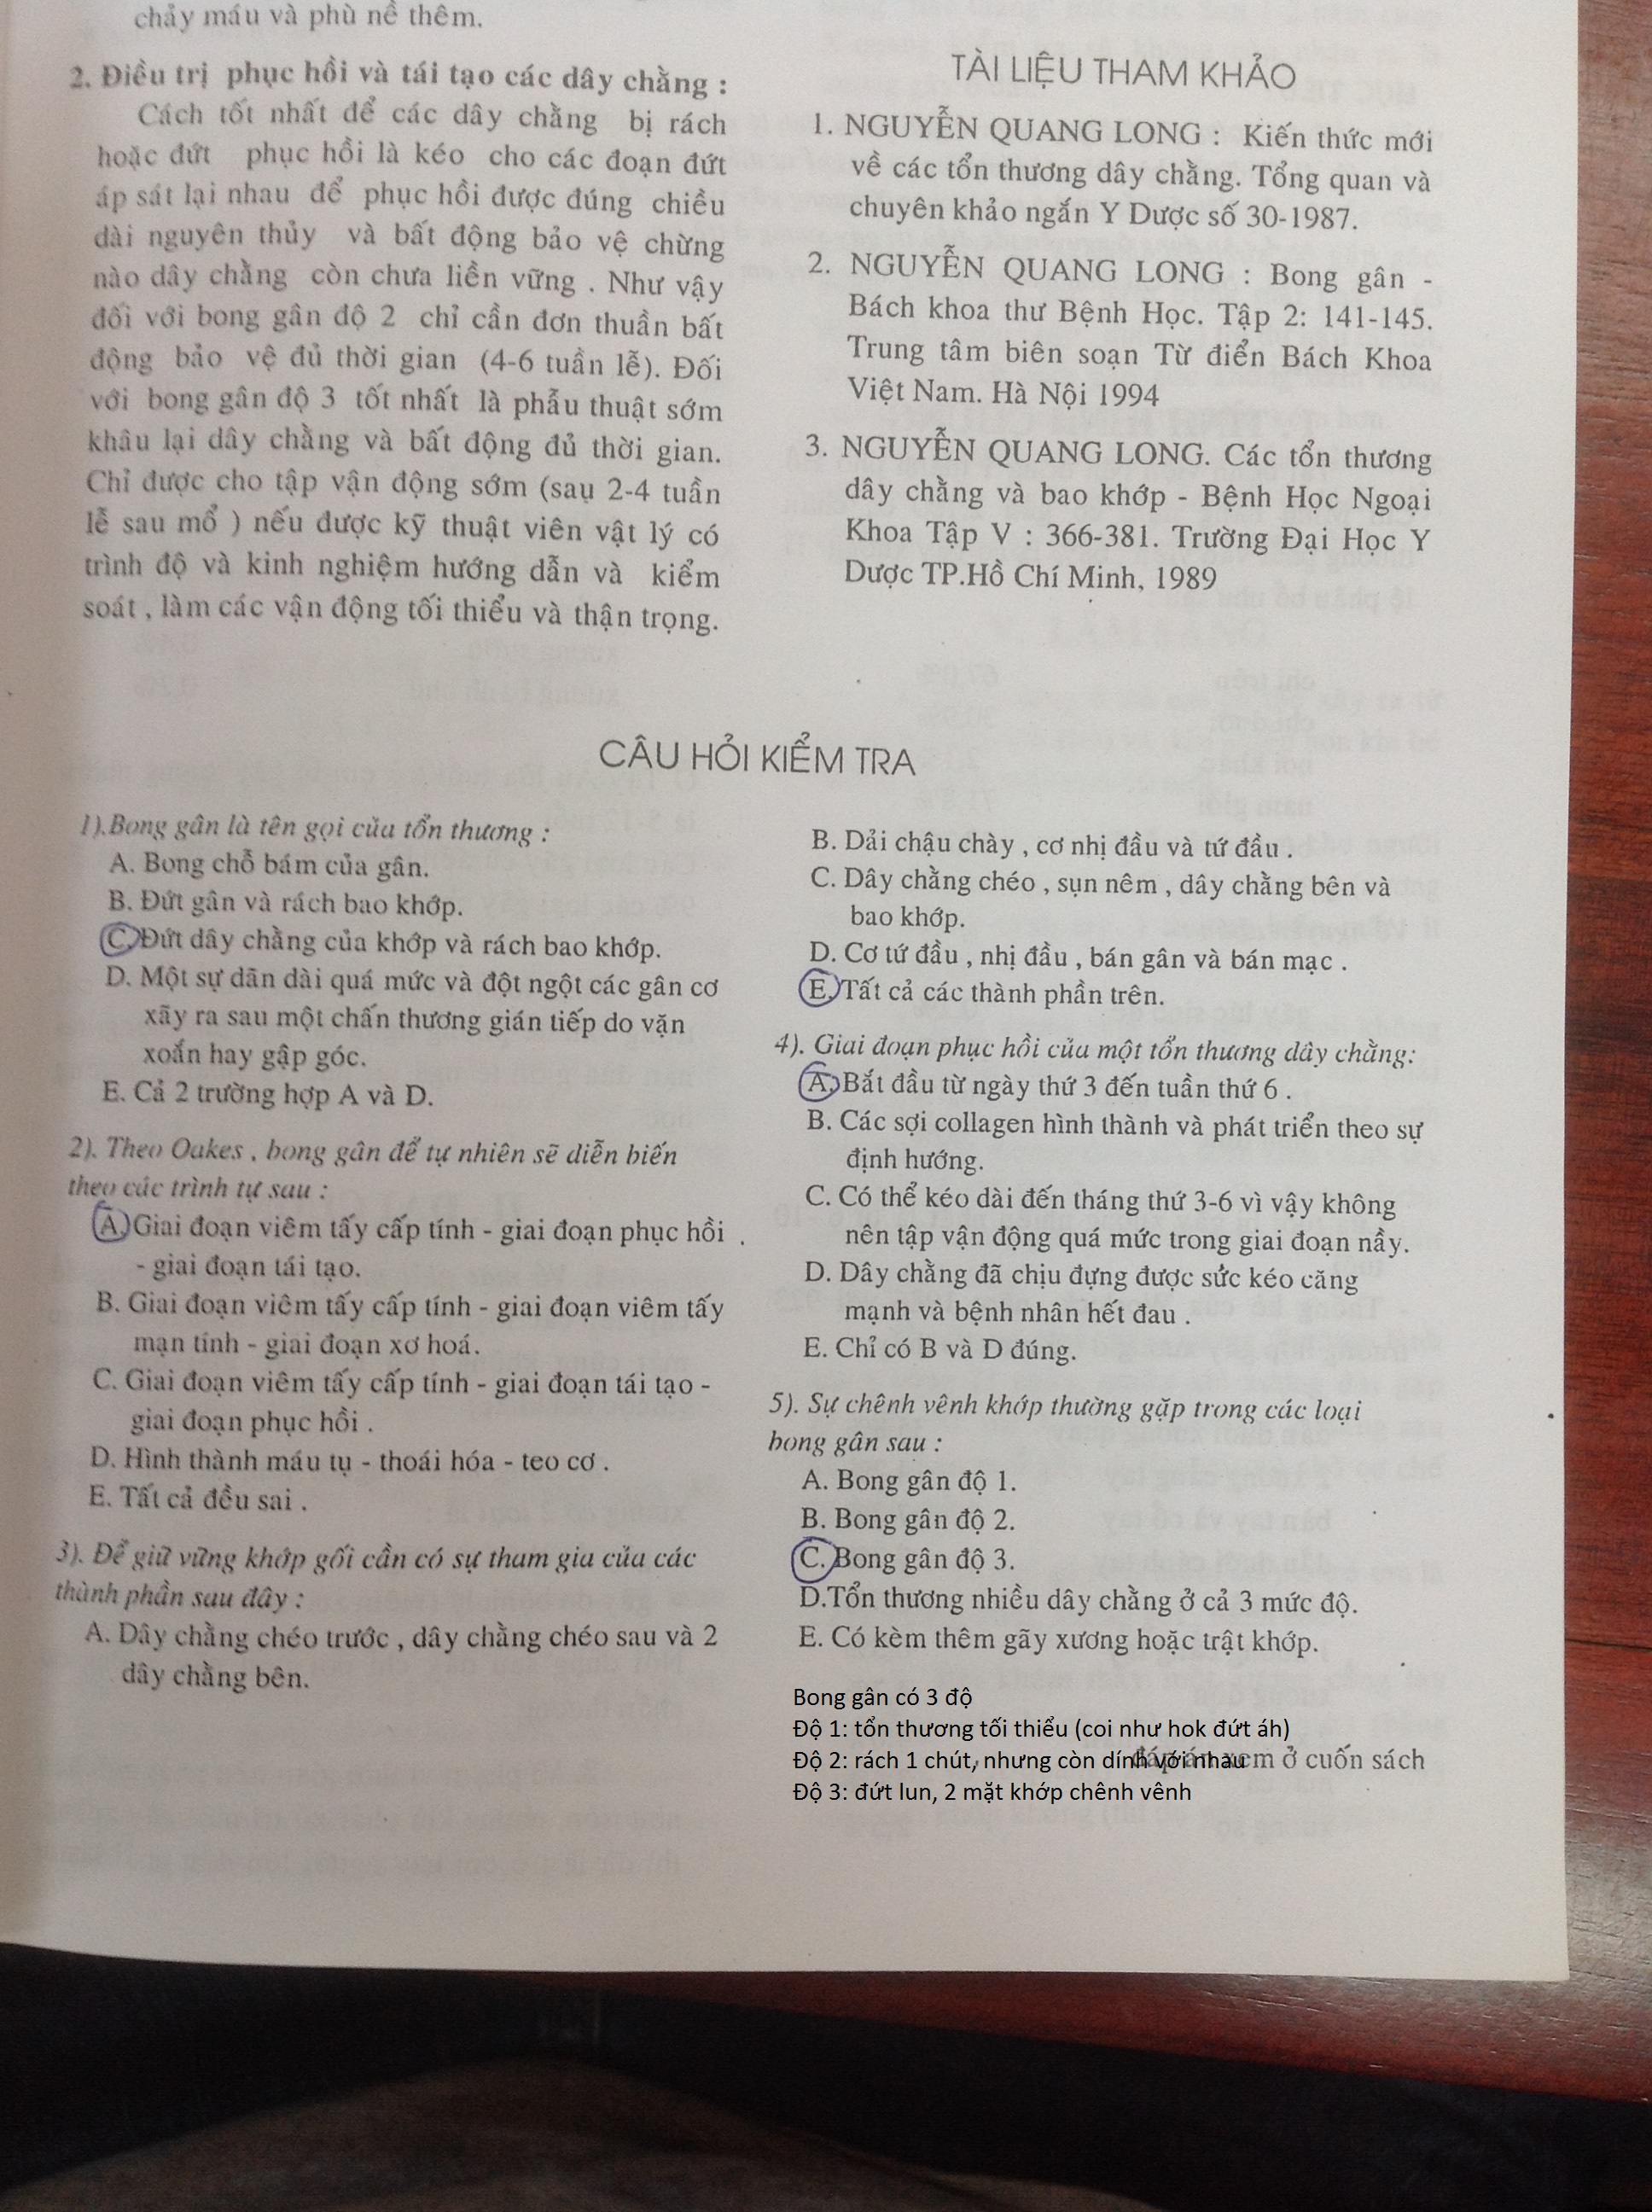 chảy máu và phù nề thêm.
2. Điều trị phục hồi và tái tạo các dây chằng :
Cách tốt nhất để các dây chằng bị rách
hoặc đứt phục hồi là kéo cho các đoạn đứt
áp sát lại nhau để phục hồi được đúng chiều
dài nguyên thủy và bất động bảo vệ chừng
nào dây chằng còn chưa liền vững . Như vậy
đối với bong gân độ 2 chỉ cần đơn thuần bất
động bảo vệ đủ thời gian (4-6 tuần lễ). Đối
với bong gân độ 3 tốt nhất là phẫu thuật sớm
khâu lại dây chằng và bất động đủ thời gian.
Chỉ được cho tập vận động sớm (sau 2-4 tuần
lễ sau mổ ) nếu được kỹ thuật viên vật lý có
trình độ và kinh nghiệm hướng dẫn và kiểm
soát , làm các vận động tối thiểu và thận trọng.
TÀI LIỆU THAM KHẢO
1. NGUYỄN QUANG LONG : Kiến thức mới
về các tổn thương dây chằng. Tổng quan và
chuyên khảo ngắn Y Dược số 30-1987.
2. NGUYỄN QUANG LONG : Bong gân -
Bách khoa thư Bệnh Học. Tập 2: 141-145.
Trung tâm biên soạn Từ điển Bách Khoa
Việt Nam. Hà Nội 1994
3. NGUYỄN QUANG LONG. Các tổn thương
dây chằng và bao khớp - Bệnh Học Ngoại
Khoa Tập V : 366-381. Trường Đại Học Y
Dược TP.Hồ Chí Minh, 1989
CÂU HỎI KIỂM TRA
1).Bong gân là tên gọi của tổn thương :
A. Bong chỗ bám của gân.
B. Đứt gân và rách bao khớp.
C. Đứt dây chằng của khớp và rách bao khớp.
D. Một sự dãn dài quá mức và đột ngột các gân cơ
xãy ra sau một chấn thương gián tiếp do vặn
xoắn hay gập góc.
E. Cả 2 trường hợp A và D.
2). Theo Oakes , bong gân để tự nhiên sẽ diễn biến
theo các trình tự sau :
A. Giai đoạn viêm tấy cấp tính - giai đoạn phục hồi
- giai đoạn tái tạo.
B. Giai đoạn viêm tấy cấp tính - giai đoạn viêm tấy
mạn tính - giai đoạn xơ hoá.
C. Giai đoạn viêm tấy cấp tính - giai đoạn tái tạo -
giai đoạn phục hồi .
D. Hình thành máu tụ - thoái hóa - teo cơ .
E. Tất cả đều sai .
3). Để giữ vững khớp gối cần có sự tham gia của các
thành phần sau đây :
A. Dây chằng chéo trước , dây chằng chéo sau và 2
dây chằng bên.
B. Dải chậu chày , cơ nhị đầu và tứ đầu .
C. Dây chằng chéo , sụn nêm , dây chằng bên và
bao khớp.
D. Cơ tứ đầu , nhị đầu , bán gân và bán mạc .
E. Tất cả các thành phần trên.
4). Giai đoạn phục hồi của một tổn thương dây chằng:
A. Bắt đầu từ ngày thứ 3 đến tuần thứ 6 .
B. Các sợi collagen hình thành và phát triển theo sự
định hướng.
C. Có thể kéo dài đến tháng thứ 3-6 vì vậy không
nên tập vận động quá mức trong giai đoạn nầy.
D. Dây chằng đã chịu đựng được sức kéo căng
mạnh và bệnh nhân hết đau .
E. Chỉ có B và D đúng.
5). Sự chênh vênh khớp thường gặp trong các loại
bong gân sau :
A. Bong gân độ 1.
B. Bong gân độ 2.
C. Bong gân độ 3.
D.Tổn thương nhiều dây chằng ở cả 3 mức độ.
E. Có kèm thêm gãy xương hoặc trật khớp.
Bong gân có 3 độ
Độ 1: tổn thương tối thiểu (coi như hok đứt áh)
Độ 2: rách 1 chút, nhưng còn dính với nhau
đáp án xem ở cuốn sách
Độ 3: đứt lun, 2 mặt khớp chênh vênh